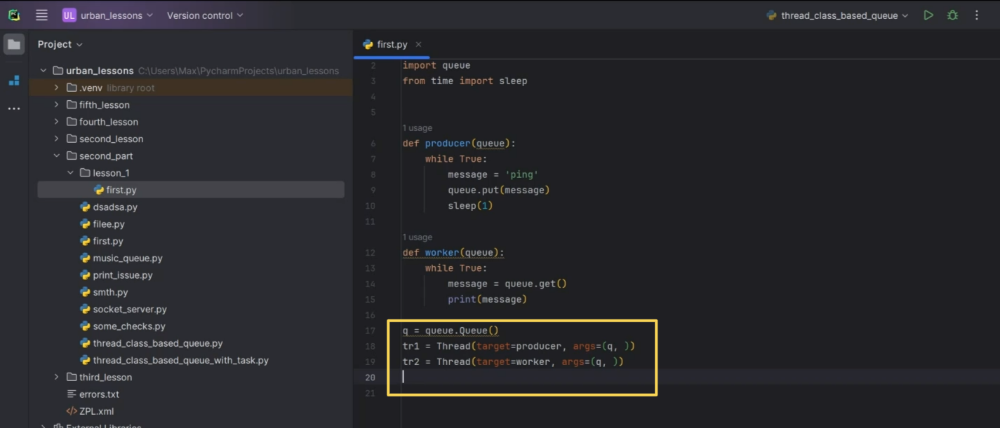 UL urban_lessons Version control thread_class_based_queue
Project
urban_lessons C:\Users\Max\PycharmProjects\urban_lessons
.venv library root
fifth_lesson
fourth_lesson
second_lesson
second_part
lesson_1
first.py
dsadsa.py
filee.py
first.py
music_queue.py
print_issue.py
smth.py
socket_server.py
some_checks.py
thread_class_based_queue.py
thread_class_based_queue_with_task.py
third_lesson
errors.txt
ZPL.xml
External Libraries
first.py
2 import queue
3 from time import sleep
4
5
1 usage
6 def producer(queue):
7 while True:
8 message = 'ping'
9 queue.put(message)
10 sleep(1)
11
1 usage
12 def worker(queue):
13 while True:
14 message = queue.get()
15 print(message)
16
17 q = queue.Queue()
18 tr1 = Thread(target=producer, args=(q, ))
19 tr2 = Thread(target=worker, args=(q, ))
20
21